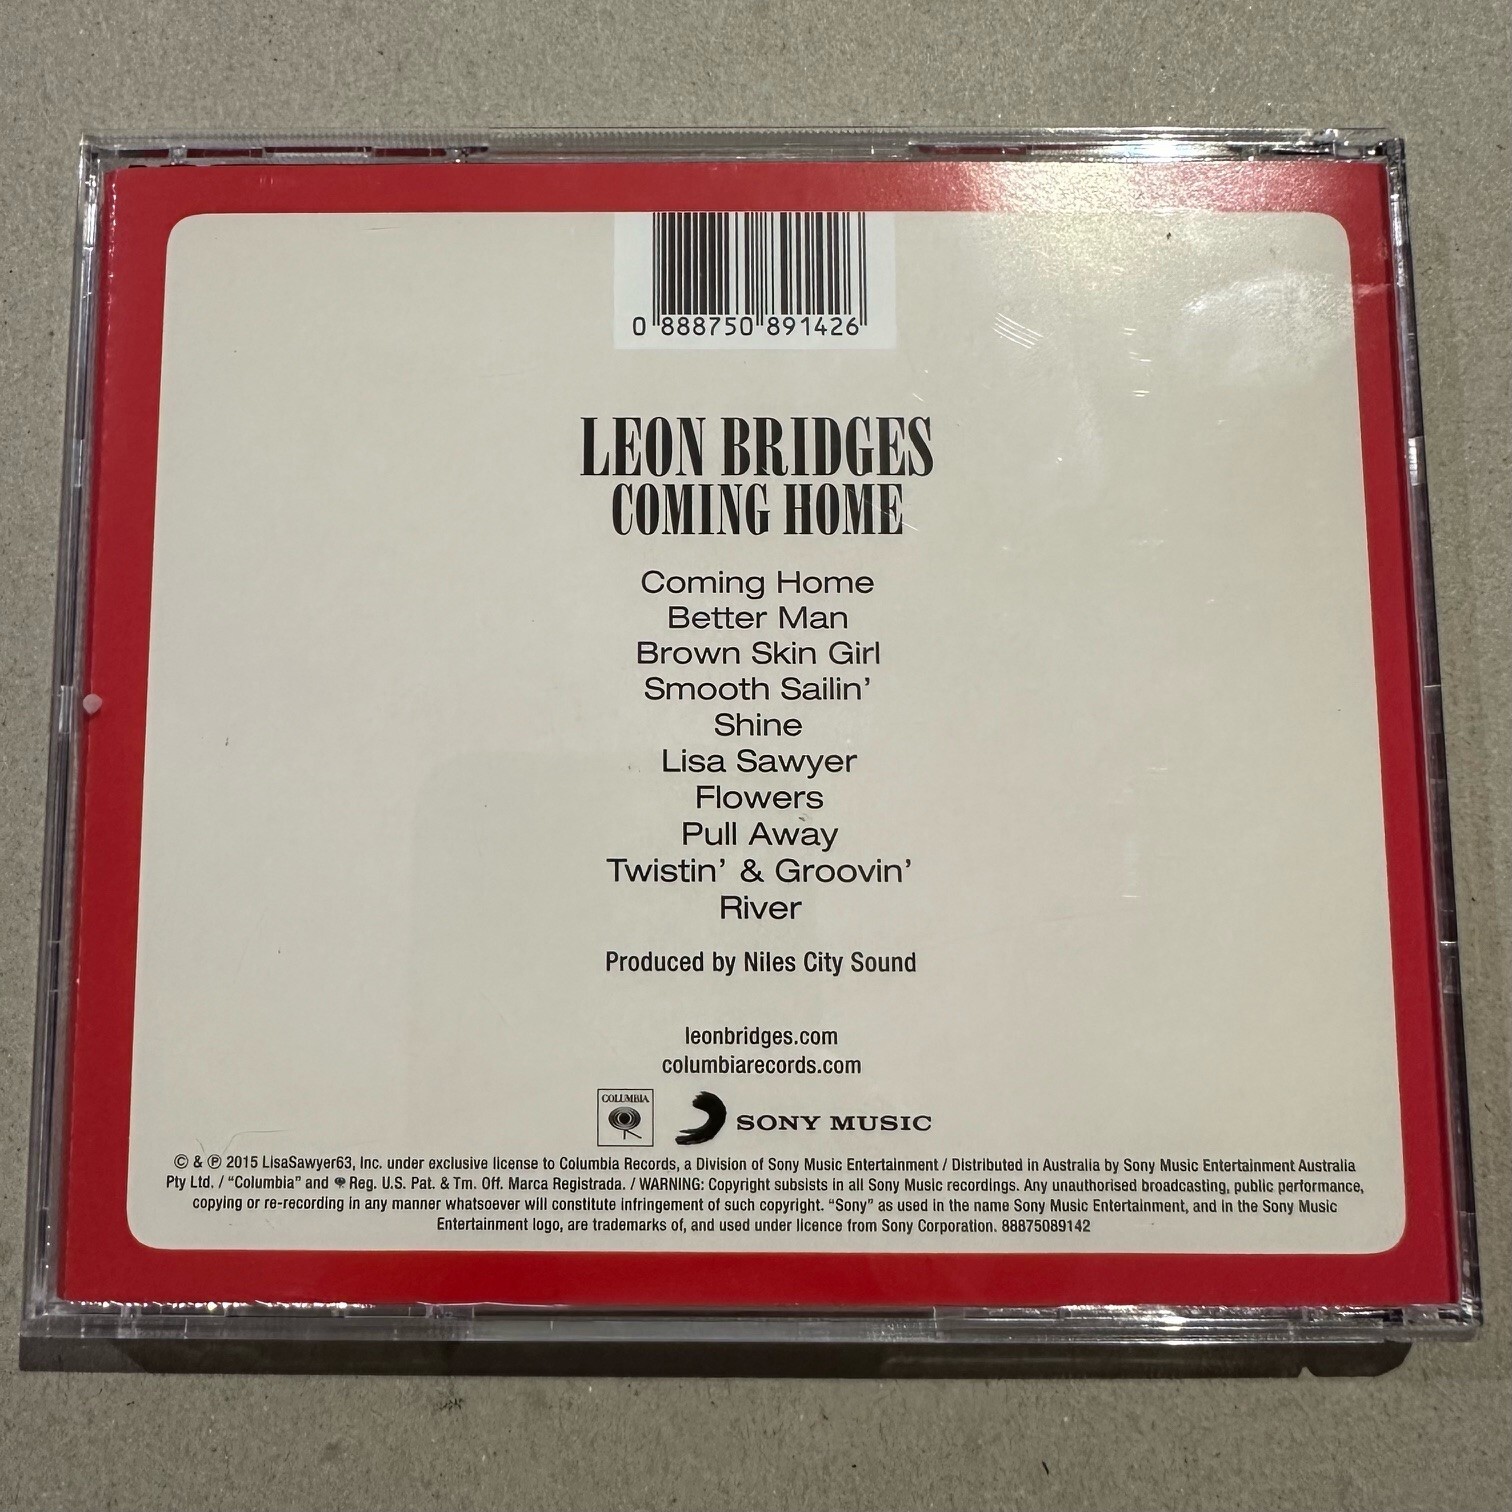 0 888750 891426
LEON BRIDGES
COMING HOME
Coming Home
Better Man
Brown Skin Girl
Smooth Sailin'
Shine
Lisa Sawyer
Flowers
Pull Away
Twistin' & Groovin'
River
Produced by Niles City Sound
leonbridges.com
columbiarecords.com
COLUMBIA
SONY MUSIC
© & ℗ 2015 LisaSawyer63, Inc. under exclusive license to Columbia Records, a Division of Sony Music Entertainment / Distributed in Australia by Sony Music Entertainment Australia
Pty Ltd. / "Columbia" and Reg. U.S. Pat. & Tm. Off. Marca Registrada. / WARNING: Copyright subsists in all Sony Music recordings. Any unauthorised broadcasting, public performance,
copying or re-recording in any manner whatsoever will constitute infringement of such copyright. "Sony" as used in the name Sony Music Entertainment, and in the Sony Music
Entertainment logo, are trademarks of, and used under licence from Sony Corporation. 88875089142